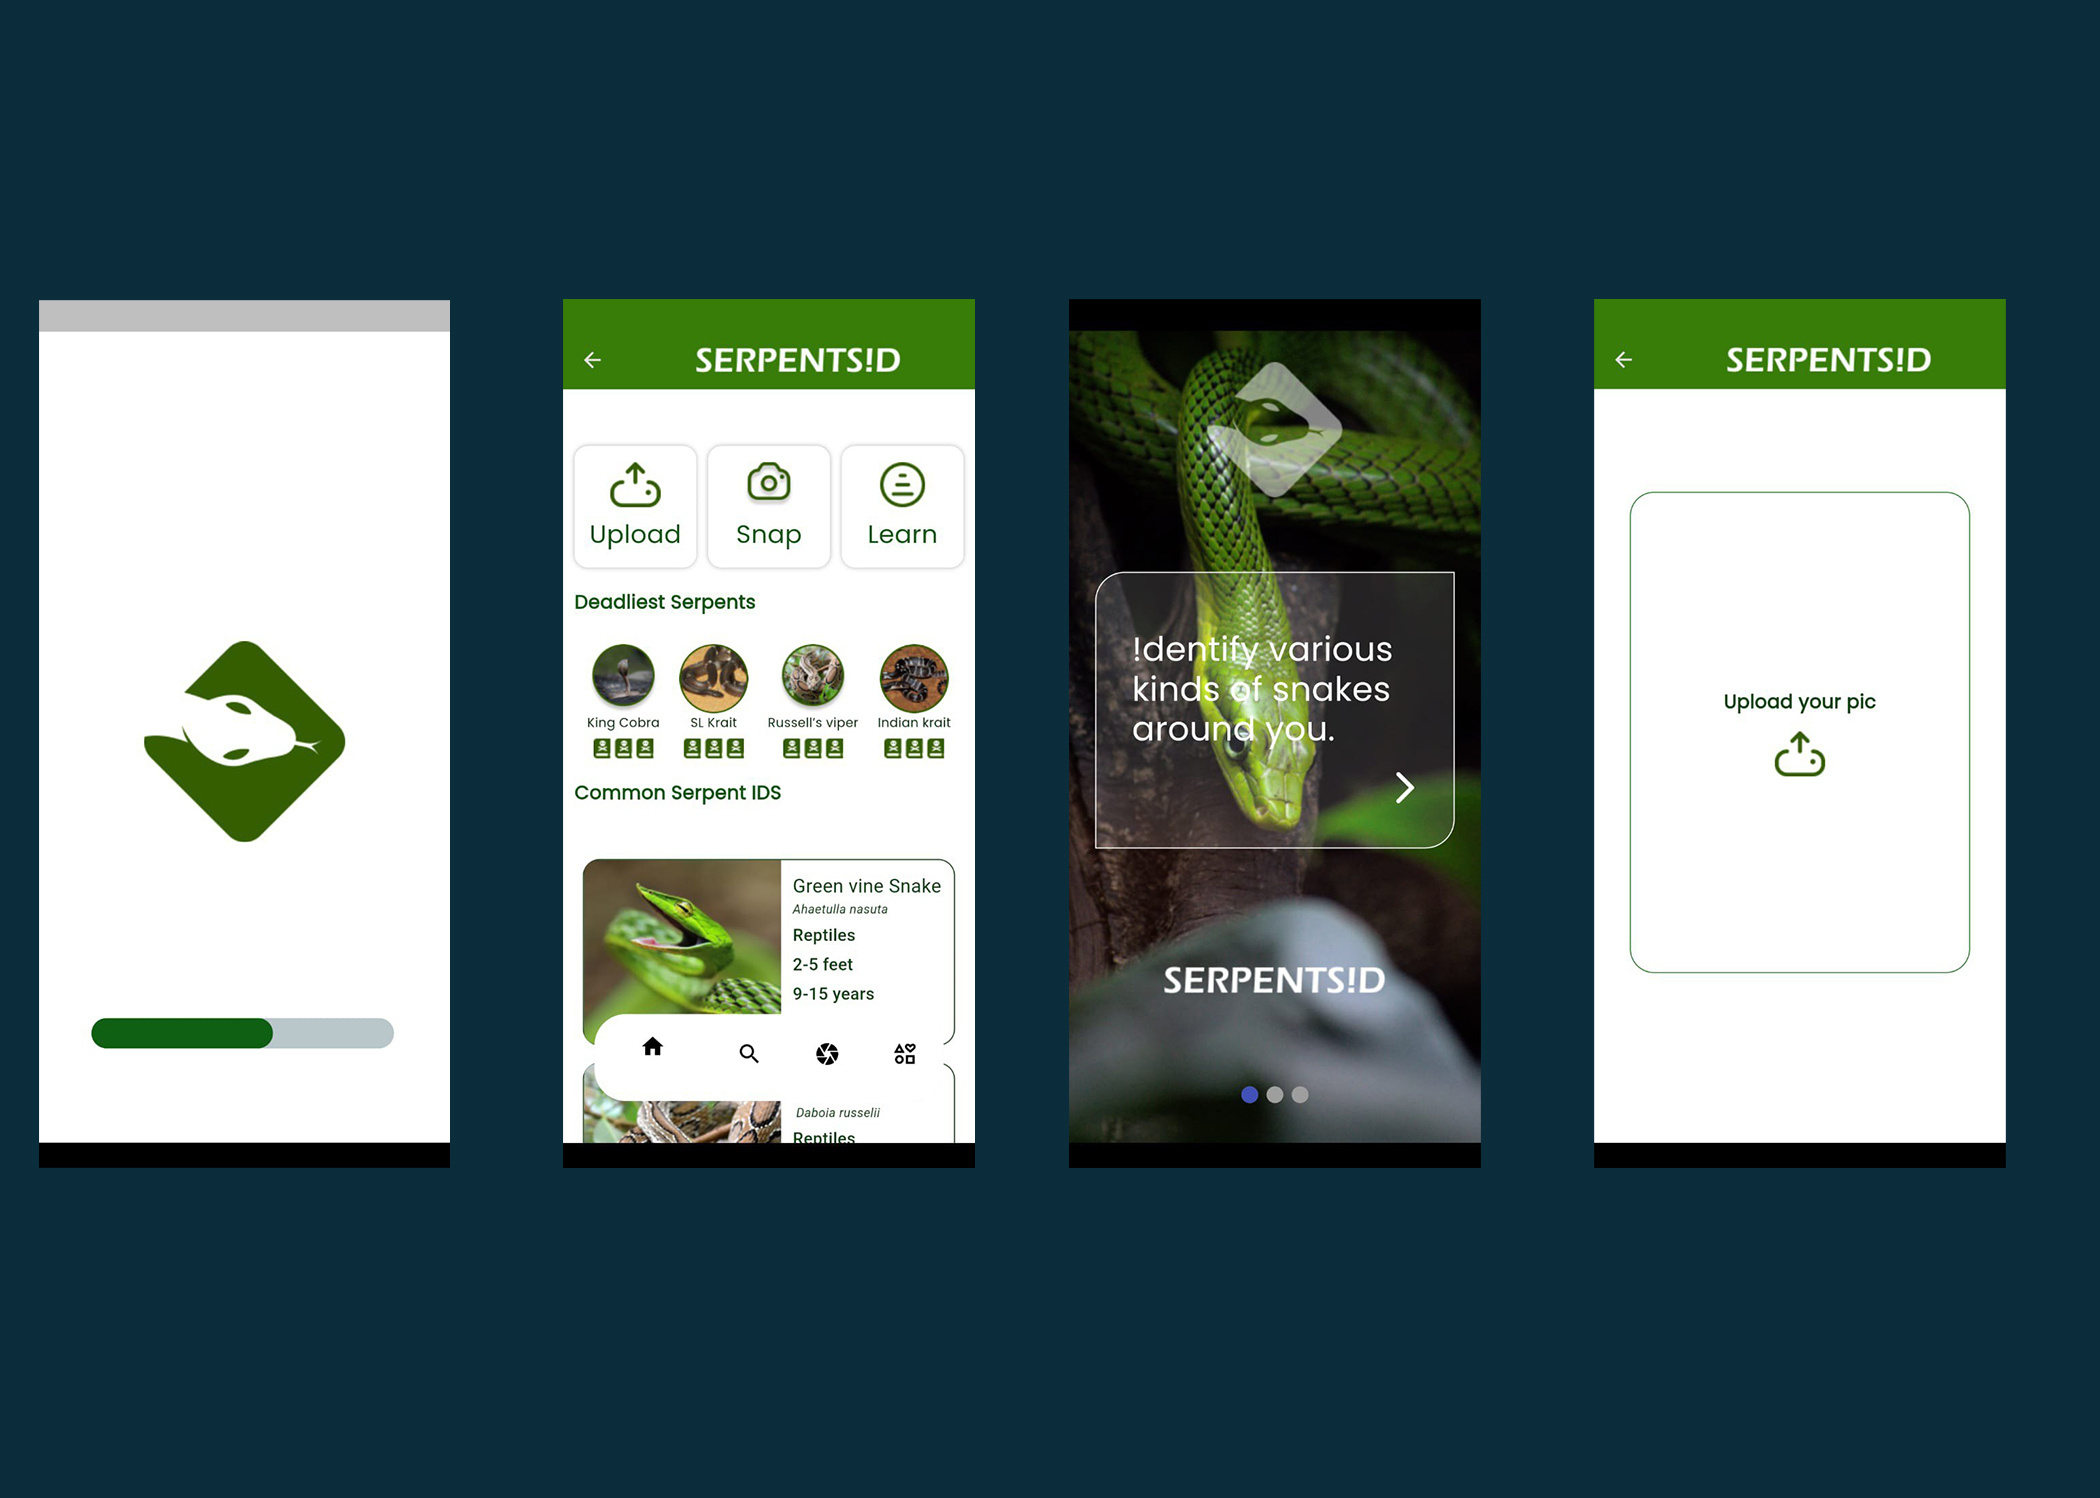 SERPENTS!D
Upload
Snap
Learn
Deadliest Serpents
King Cobra
SL Krait
Russell's viper
Indian krait
Common Serpent IDS
Green vine Snake
Ahaetulla nasuta
Reptiles
2-5 feet
9-15 years
Daboia russelii
Reptiles
!dentify various
kinds of snakes
around you.
SERPENTS!D
SERPENTS!D
Upload your pic